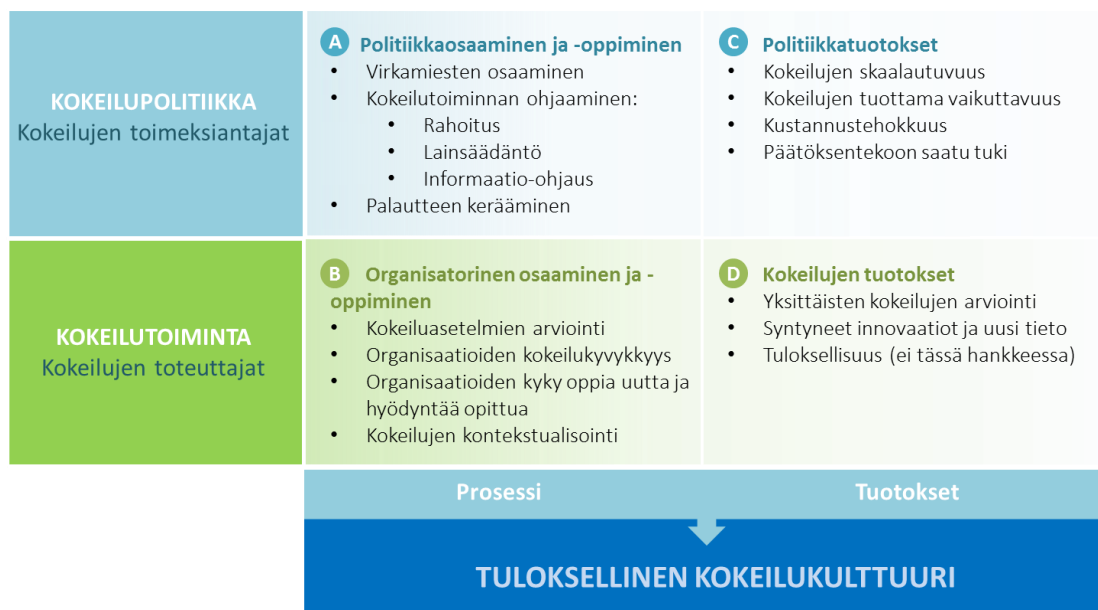 KOKEILUPOLITIIKKA
Kokeilujen toimeksiantajat
A Politiikkaosaaminen ja -oppiminen
• Virkamiesten osaaminen
• Kokeilutoiminnan ohjaaminen:
• Rahoitus
• Lainsäädäntö
• Informaatio-ohjaus
• Palautteen kerääminen
C Politiikkatuotokset
• Kokeilujen skaalautuvuus
• Kokeilujen tuottama vaikuttavuus
• Kustannustehokkuus
• Päätöksentekoon saatu tuki
KOKEILUTOIMINTA
Kokeilujen toteuttajat
B Organisatorinen osaaminen ja -
oppiminen
• Kokeiluasetelmien arviointi
• Organisaatioiden kokeilukyvykkyys
• Organisaatioiden kyky oppia uutta ja
hyödyntää opittua
• Kokeilujen kontekstualisointi
D Kokeilujen tuotokset
• Yksittäisten kokeilujen arviointi
• Syntyneet innovaatiot ja uusi tieto
• Tuloksellisuus (ei tässä hankkeessa)
Prosessi
Tuotokset
TULOKSELLINEN KOKEILUKULTTUURI